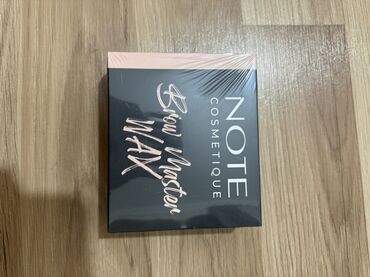 NOTE
COSMETIQUE
Brow Master
WAX